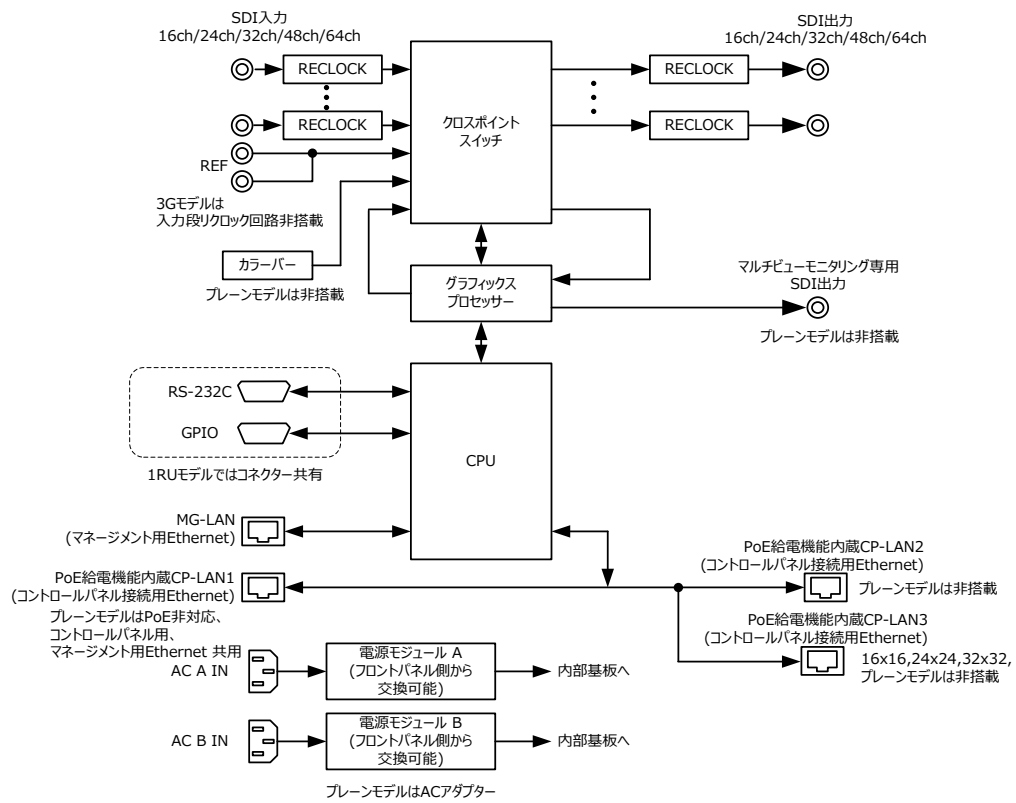 SDI入力
16ch/24ch/32ch/48ch/64ch
SDI出力
16ch/24ch/32ch/48ch/64ch
RECLOCK
RECLOCK
RECLOCK
RECLOCK
クロスポイント
スイッチ
REF
3Gモデルは
入力段リクロック回路非搭載
カラーバー
プレーンモデルは非搭載
グラフィックス
プロセッサー
マルチビューモニタリング専用
SDI出力
プレーンモデルは非搭載
RS-232C
GPIO
1RUモデルではコネクター共有
CPU
MG-LAN
(マネージメント用Ethernet)
PoE給電機能内蔵CP-LAN1
(コントロールパネル接続用Ethernet)
プレーンモデルはPoE非対応、
コントロールパネル用、
マネージメント用Ethernet 共用
PoE給電機能内蔵CP-LAN2
(コントロールパネル接続用Ethernet)
プレーンモデルは非搭載
PoE給電機能内蔵CP-LAN3
(コントロールパネル接続用Ethernet)
16x16,24x24,32x32,
プレーンモデルは非搭載
AC A IN
電源モジュール A
(フロントパネル側から
交換可能)
内部基板へ
AC B IN
電源モジュール B
(フロントパネル側から
交換可能)
内部基板へ
プレーンモデルはACアダプター